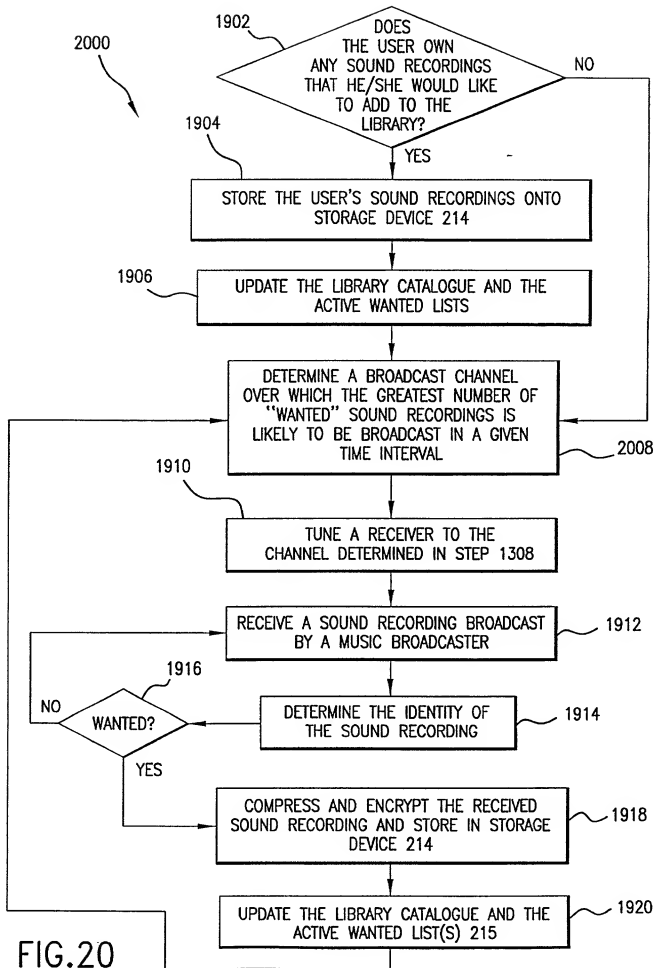 1902
2000
DOES
THE USER OWN
ANY SOUND RECORDINGS
THAT HE/SHE WOULD LIKE
TO ADD TO THE
LIBRARY?
NO
YES
1904
STORE THE USER'S SOUND RECORDINGS ONTO
STORAGE DEVICE 214
1906
UPDATE THE LIBRARY CATALOGUE AND THE
ACTIVE WANTED LISTS
DETERMINE A BROADCAST CHANNEL
OVER WHICH THE GREATEST NUMBER OF
"WANTED" SOUND RECORDINGS IS
LIKELY TO BE BROADCAST IN A GIVEN
TIME INTERVAL
2008
1910
TUNE A RECEIVER TO THE
CHANNEL DETERMINED IN STEP 1308
RECEIVE A SOUND RECORDING BROADCAST
BY A MUSIC BROADCASTER
1912
1916
NO
WANTED?
YES
DETERMINE THE IDENTITY OF
THE SOUND RECORDING
1914
COMPRESS AND ENCRYPT THE RECEIVED
SOUND RECORDING AND STORE IN STORAGE
DEVICE 214
1918
UPDATE THE LIBRARY CATALOGUE AND THE
ACTIVE WANTED LIST(S) 215
1920
FIG.20